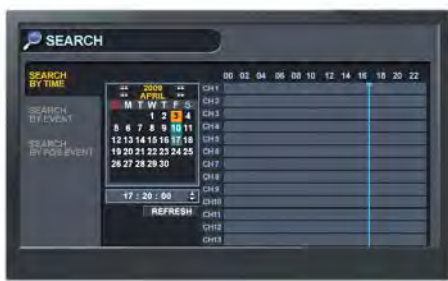 SEARCH
SEARCH
BY TIME
SEARCH
BY EVENT
SEARCH
BY POS EVENT
2009
APRIL
S M T W T F S
1 2 3 4
5 6 7 8 9 10 11
12 13 14 15 16 17 18
19 20 21 22 23 24 25
26 27 28 29 30
17 : 20 : 00
REFRESH
00 02 04 06 08 10 12 14 16 18 20 22
CH1
CH2
CH3
CH4
CH5
CH6
CH7
CH8
CH9
CH10
CH11
CH12
CH13